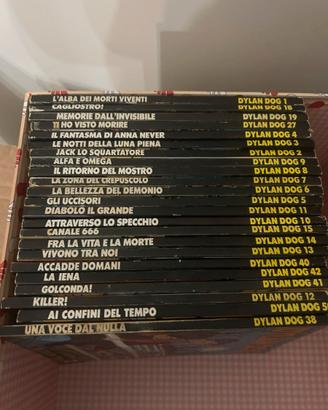 L'ALBA DEI MORTI VIVENTI DYLAN DOG 1
CAGLIOSTRO! DYLAN DOG 18
MEMORIE DALL'INVISIBILE DYLAN DOG 19
TI HO VISTO MORIRE DYLAN DOG 27
IL FANTASMA DI ANNA NEVER DYLAN DOG 4
LE NOTTI DELLA LUNA PIENA DYLAN DOG 3
JACK LO SQUARTATORE DYLAN DOG 2
ALFA E OMEGA DYLAN DOG 9
IL RITORNO DEL MOSTRO DYLAN DOG 8
LA ZONA DEL CREPUSCOLO DYLAN DOG 7
LA BELLEZZA DEL DEMONIO DYLAN DOG 6
GLI UCCISORI DYLAN DOG 5
DIABOLO IL GRANDE DYLAN DOG 11
ATTRAVERSO LO SPECCHIO DYLAN DOG 10
CANALE 666 DYLAN DOG 15
FRA LA VITA E LA MORTE DYLAN DOG 14
VIVONO TRA NOI DYLAN DOG 13
ACCADDE DOMANI DYLAN DOG 40
LA IENA DYLAN DOG 42
GOLCONDA! DYLAN DOG 41
KILLER! DYLAN DOG 12
AI CONFINI DEL TEMPO DYLAN DOG
UNA VOCE DAL NULLA DYLAN DOG 38